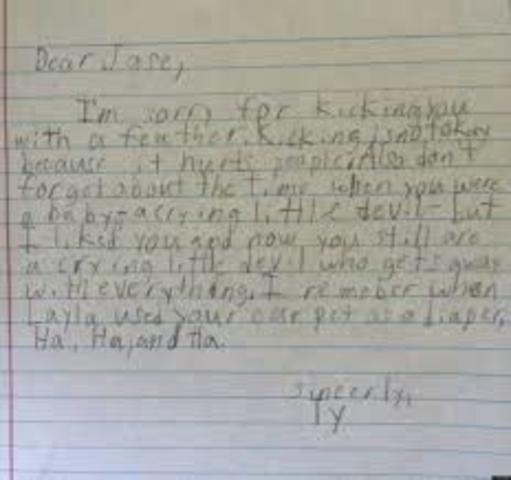 Dear Jase,
I'm sorry for kicking you
with a feather. Kicking is not okay
because it hurts people. Also don't
forget about the time when you were
a baby-a crying little devil- but
I liked you and now you still are
a crying little devil who gets away
with everything. I remeber when
Layla used your carpet as a diaper,
Ha, Ha, and Ha.
Sincerly,
Ty